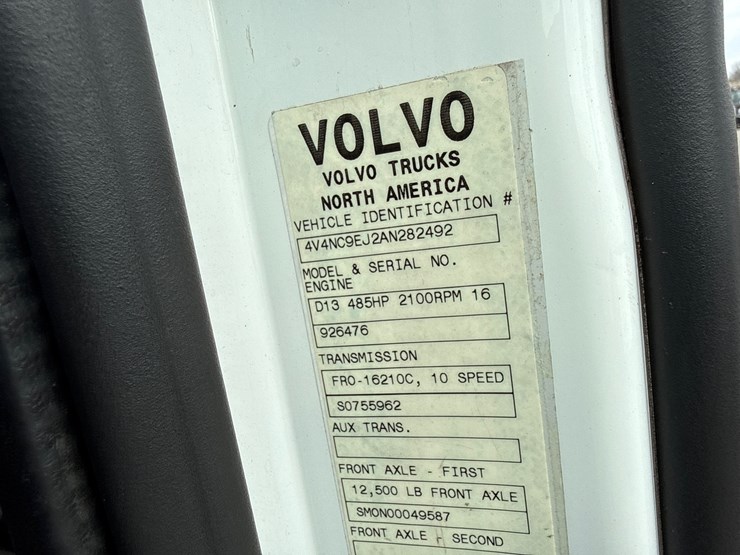 VOLVO
VOLVO TRUCKS
NORTH AMERICA
VEHICLE IDENTIFICATION #
4V4NC9EJ2AN282492
MODEL & SERIAL NO.
ENGINE
D13 485HP 2100RPM 16
926476
TRANSMISSION
FRO-16210C, 10 SPEED
S0755962
AUX TRANS.
FRONT AXLE - FIRST
12,500 LB FRONT AXLE
SMON00049587
FRONT AXLE - SECOND